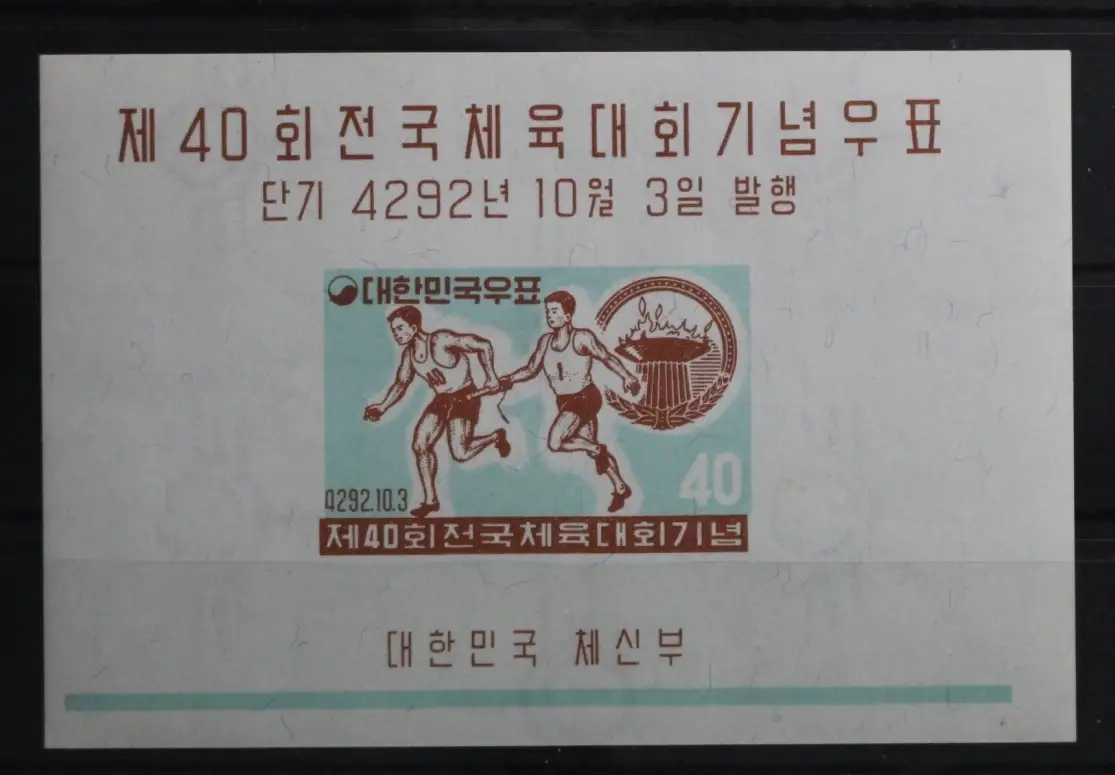 제40회전국체육대회기념우표
단기 4292년 10월 3일 발행
대한민국우표
40
4292.10.3
제40회전국체육대회기념
대한민국 체신부